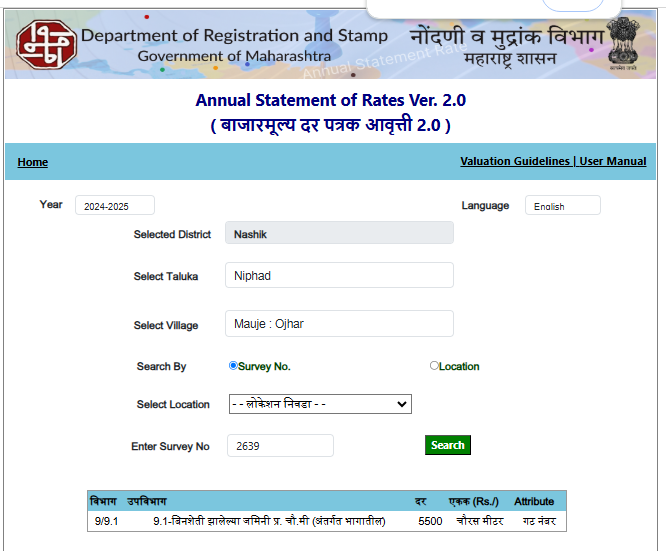 Department of Registration and Stamp
Government of Maharashtra
नोंदणी व मुद्रांक विभाग
महाराष्ट्र शासन
Annual Statement Rate
Annual Statement of Rates Ver. 2.0
( बाजारमूल्य दर पत्रक आवृत्ती 2.0 )
Home Valuation Guidelines | User Manual
Year 2024-2025 Language English
Selected District Nashik
Select Taluka Niphad
Select Village Mauje : Ojhar
Search By Survey No. Location
Select Location - - लोकेशन निवडा - -
Enter Survey No 2639 Search
विभाग उपविभाग दर एकक (Rs./) Attribute
9/9.1 9.1-बिनशेती झालेल्या जमिनी प्र. चौ.मी (अंतर्गत भागातील) 5500 चौरस मीटर गट नंबर